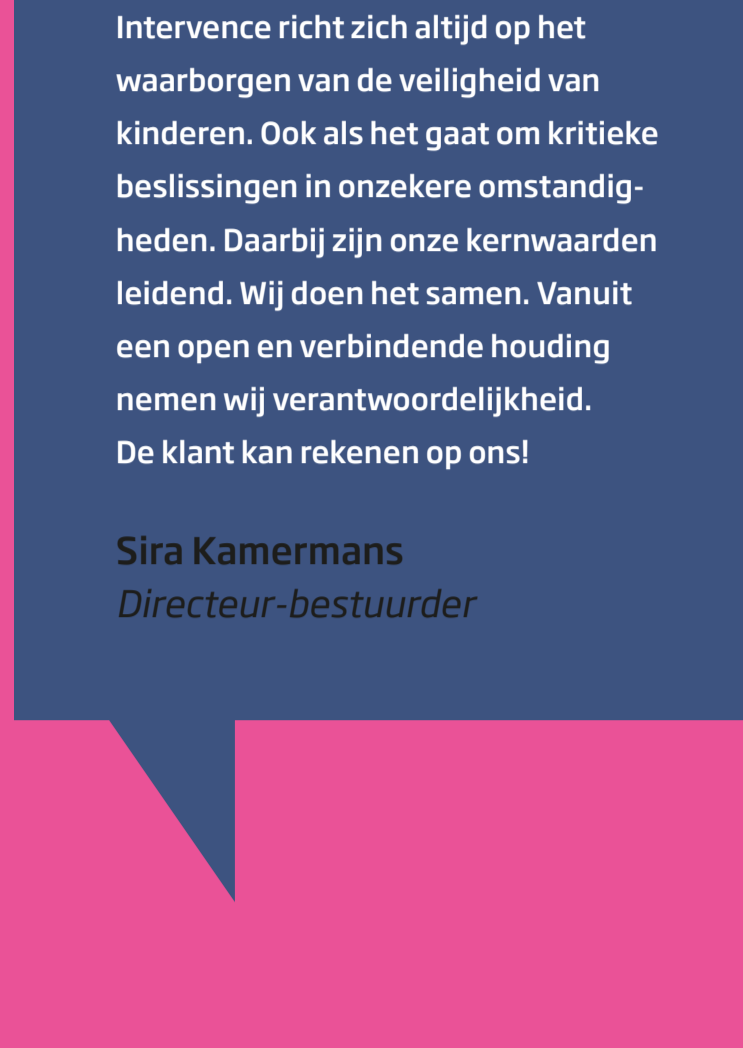 Intervence richt zich altijd op het
waarborgen van de veiligheid van
kinderen. Ook als het gaat om kritieke
beslissingen in onzekere omstandig-
heden. Daarbij zijn onze kernwaarden
leidend. Wij doen het samen. Vanuit
een open en verbindende houding
nemen wij verantwoordelijkheid.
De klant kan rekenen op ons!
Sira Kamermans
Directeur-bestuurder